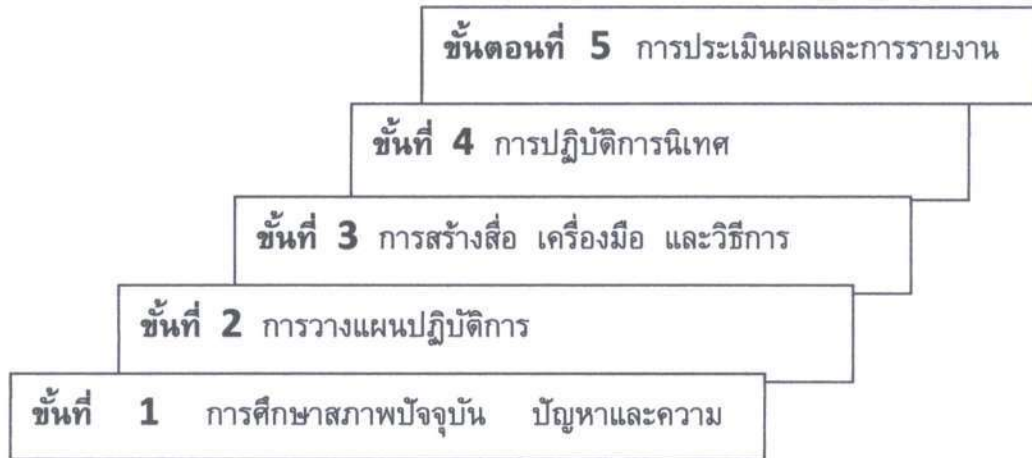 ขั้นตอนที่ 5 การประเมินผลและการรายงาน
ขั้นที่ 4 การปฏิบัติการนิเทศ
ขั้นที่ 3 การสร้างสื่อ เครื่องมือ และวิธีการ
ขั้นที่ 2 การวางแผนปฏิบัติการ
ขั้นที่ 1 การศึกษาสภาพปัจจุบัน ปัญหาและความ